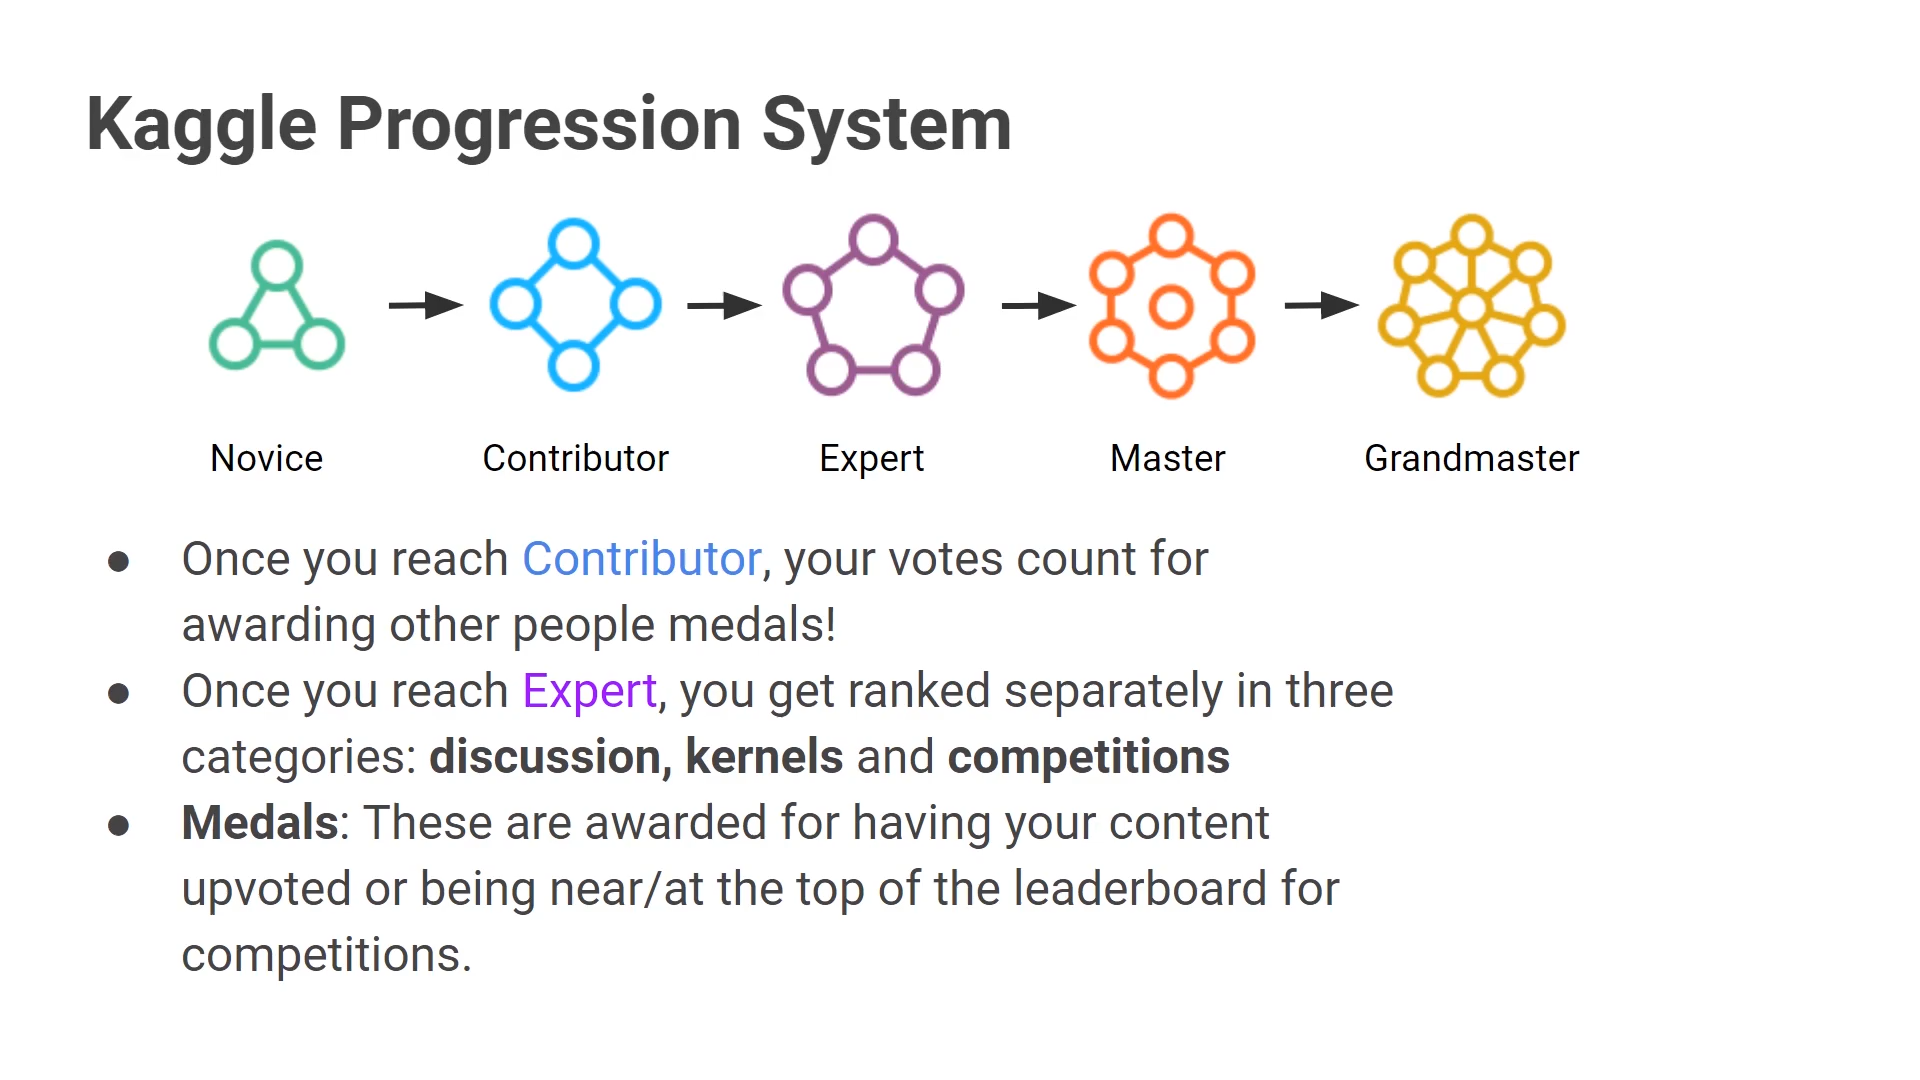 Kaggle Progression System
Novice
Contributor
Expert
Master
Grandmaster
● Once you reach Contributor, your votes count for
awarding other people medals!
● Once you reach Expert, you get ranked separately in three
categories: discussion, kernels and competitions
● Medals: These are awarded for having your content
upvoted or being near/at the top of the leaderboard for
competitions.